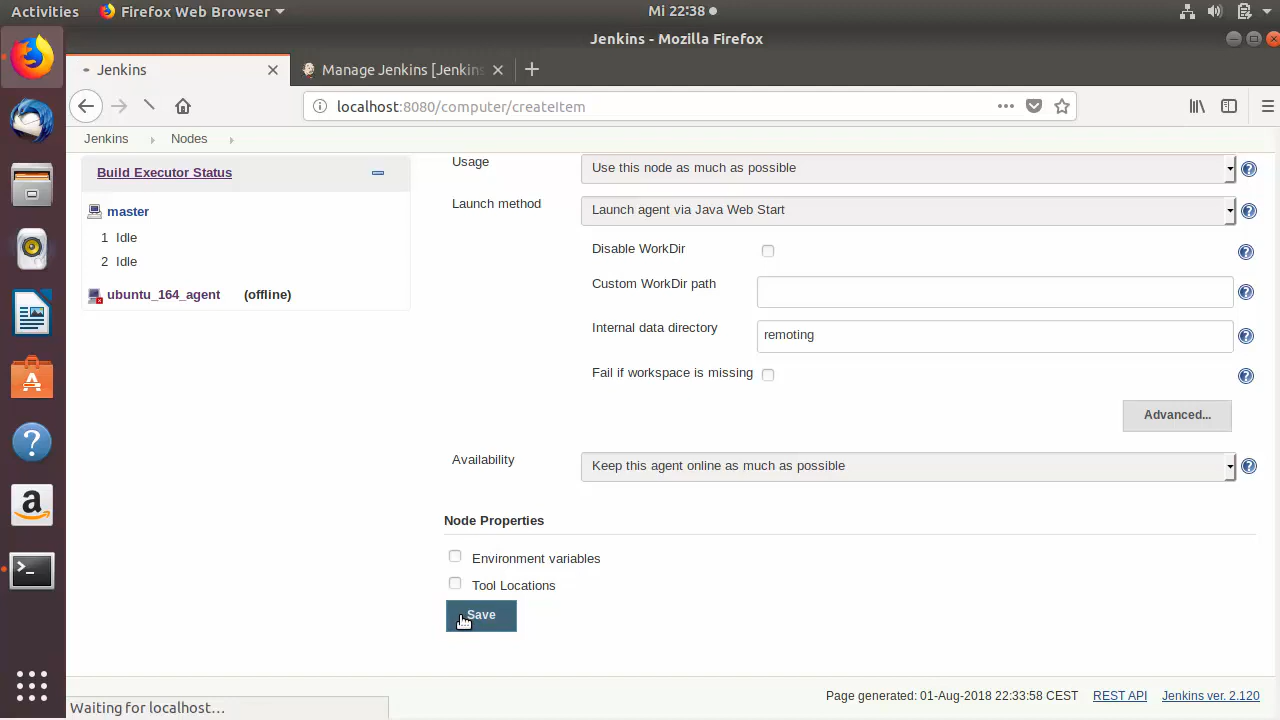 Activities
Firefox Web Browser
Mi 22:38
Jenkins - Mozilla Firefox
Jenkins
Manage Jenkins [Jenkins
localhost:8080/computer/createItem
Jenkins
Nodes
Build Executor Status
master
1 Idle
2 Idle
ubuntu_164_agent (offline)
Usage
Use this node as much as possible
Launch method
Launch agent via Java Web Start
Disable WorkDir
Custom WorkDir path
Internal data directory
remoting
Fail if workspace is missing
Advanced...
Availability
Keep this agent online as much as possible
Node Properties
Environment variables
Tool Locations
Save
Page generated: 01-Aug-2018 22:33:58 CEST
REST API
Jenkins ver. 2.120
Waiting for localhost…